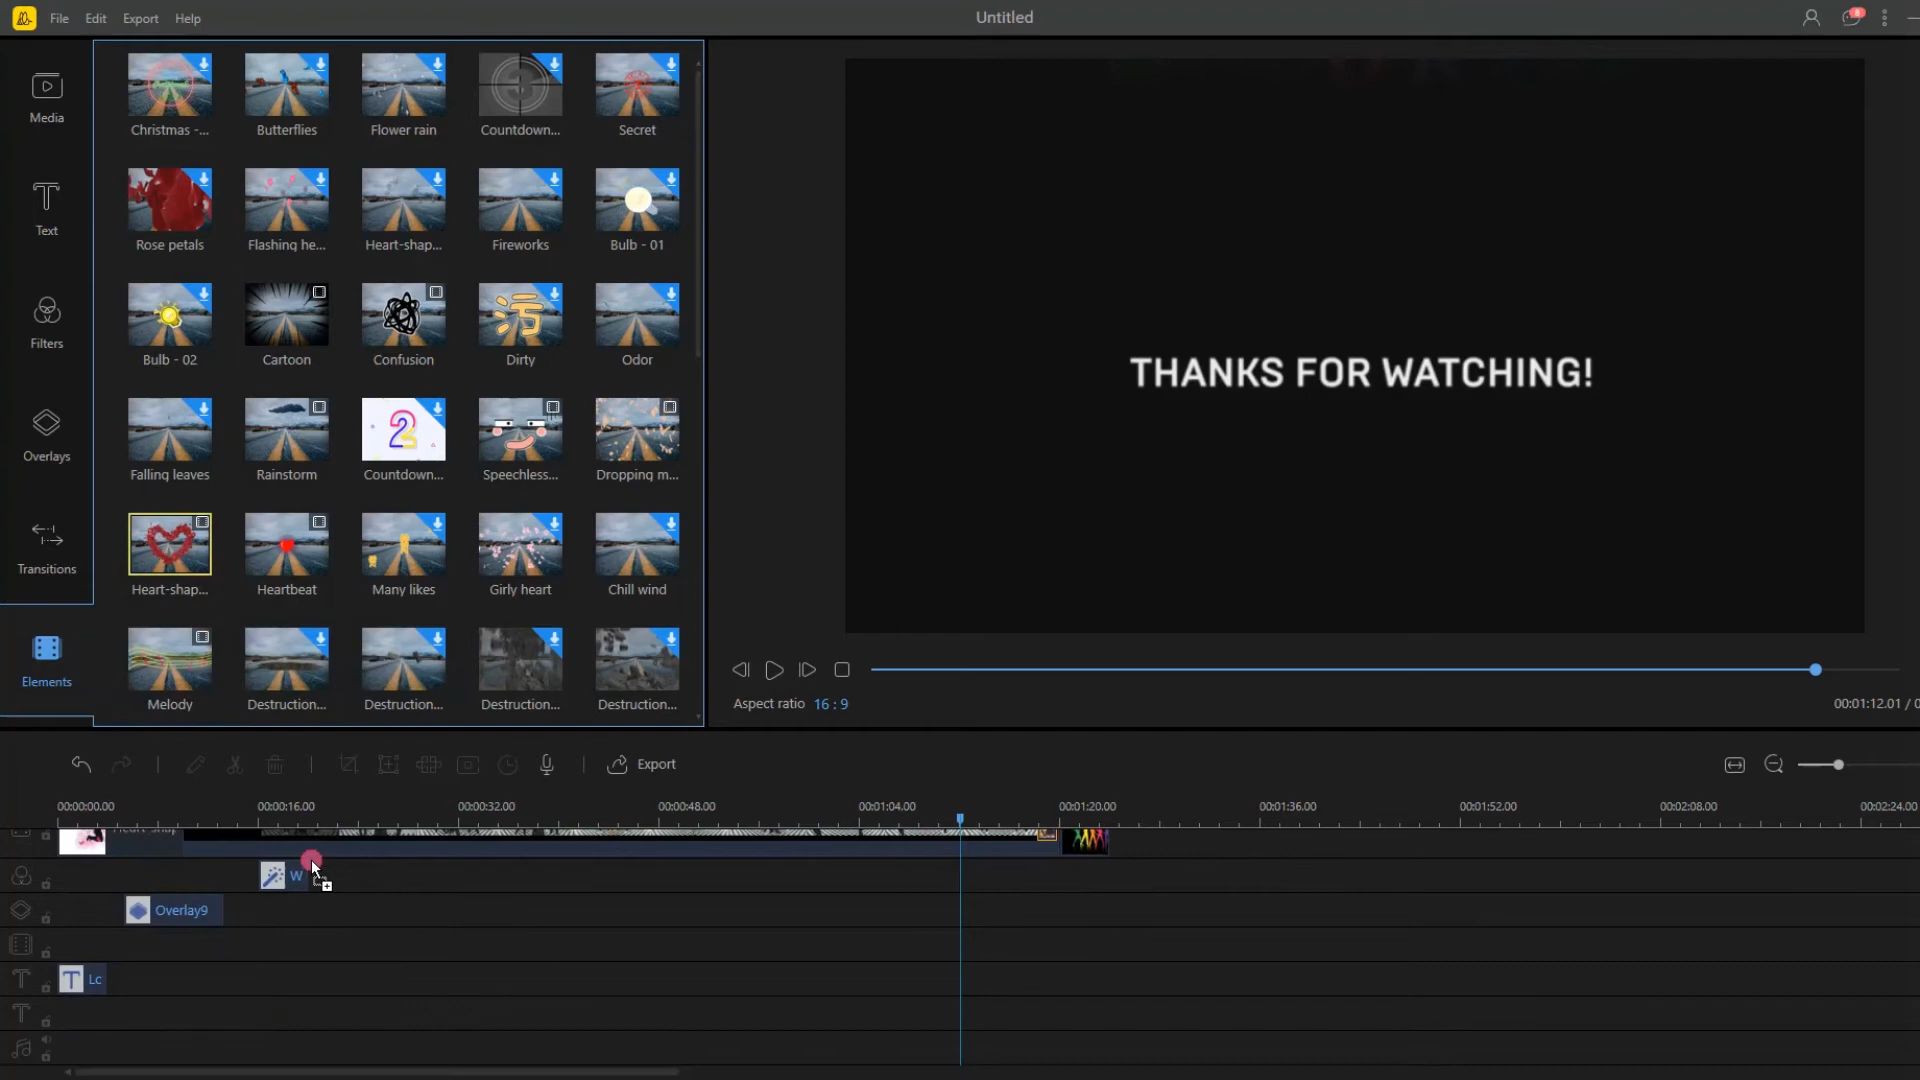 File Edit Export Help
Untitled
8
Media
Text
Filters
Overlays
Transitions
Elements
Christmas -... Butterflies Flower rain Countdown... Secret
3
Rose petals Flashing he... Heart-shap... Fireworks Bulb - 01
污
Bulb - 02 Cartoon Confusion Dirty Odor
2
Falling leaves Rainstorm Countdown... Speechless... Dropping m...
Heart-shap... Heartbeat Many likes Girly heart Chill wind
Melody Destruction... Destruction... Destruction... Destruction...
THANKS FOR WATCHING!
Aspect ratio 16 : 9
00:01:12.01 / 0
Export
00:00:00.00 00:00:16.00 00:00:32.00 00:00:48.00 00:01:04.00 00:01:20.00 00:01:36.00 00:01:52.00 00:02:08.00 00:02:24.00
W
Overlay9
Lc